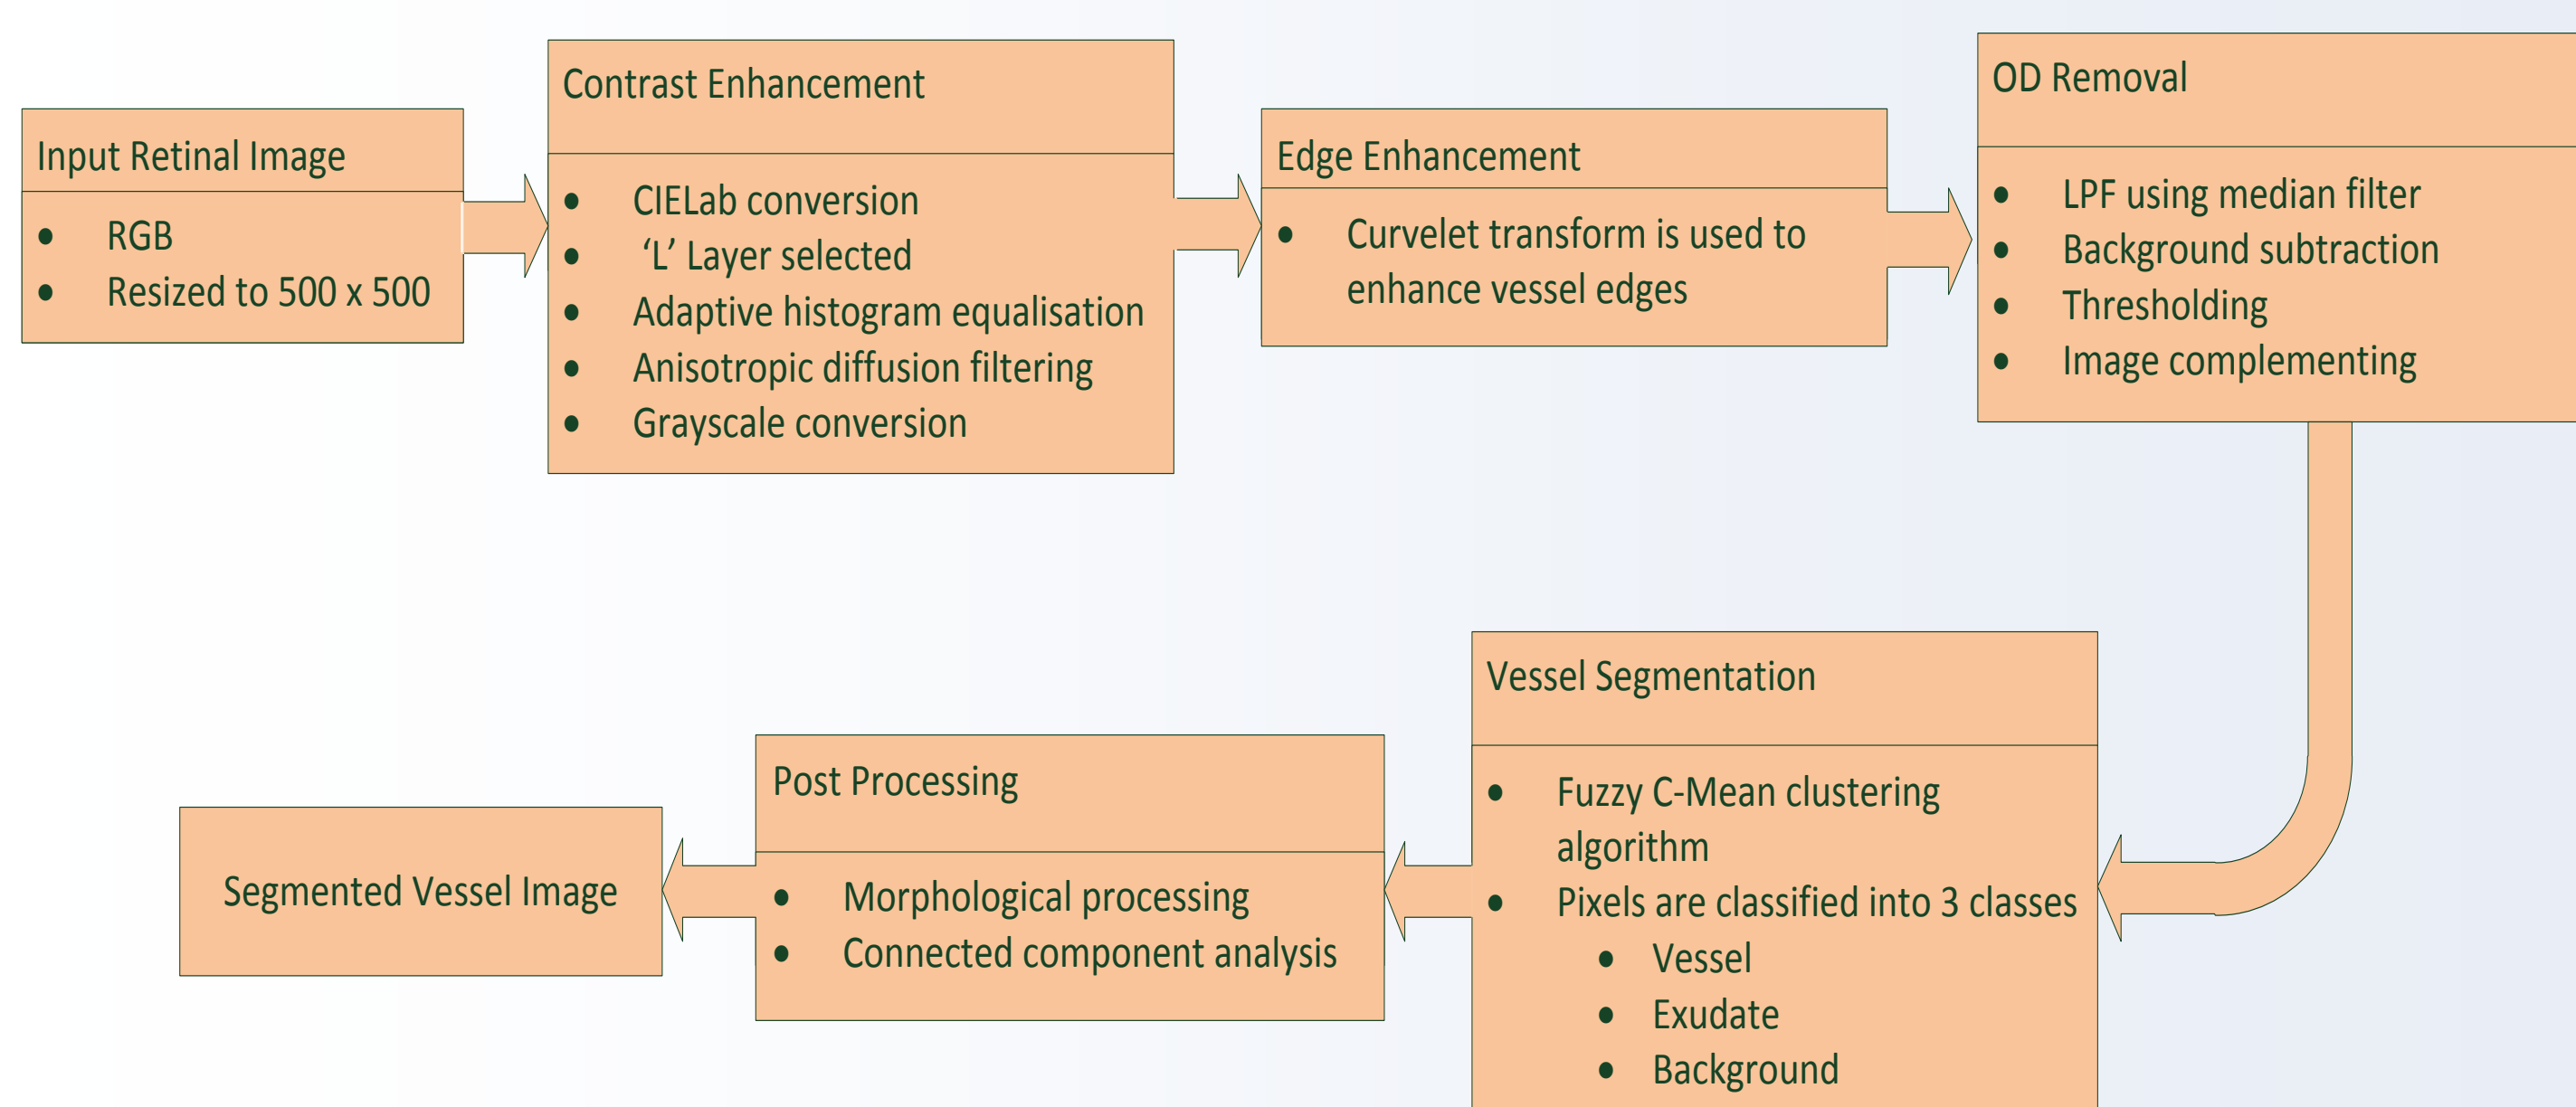 Input Retinal Image
• RGB
• Resized to 500 x 500
Contrast Enhancement
• CIELab conversion
• ‘L’ Layer selected
• Adaptive histogram equalisation
• Anisotropic diffusion filtering
• Grayscale conversion
Edge Enhancement
• Curvelet transform is used to
enhance vessel edges
OD Removal
• LPF using median filter
• Background subtraction
• Thresholding
• Image complementing
Vessel Segmentation
• Fuzzy C-Mean clustering
algorithm
• Pixels are classified into 3 classes
• Vessel
• Exudate
• Background
Post Processing
• Morphological processing
• Connected component analysis
Segmented Vessel Image